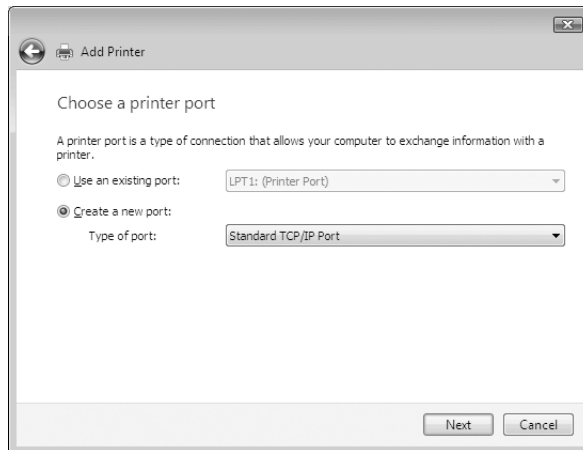 Add Printer
Choose a printer port
A printer port is a type of connection that allows your computer to exchange information with a
printer.
Use an existing port: LPT1: (Printer Port)
Create a new port:
Type of port: Standard TCP/IP Port
Next Cancel